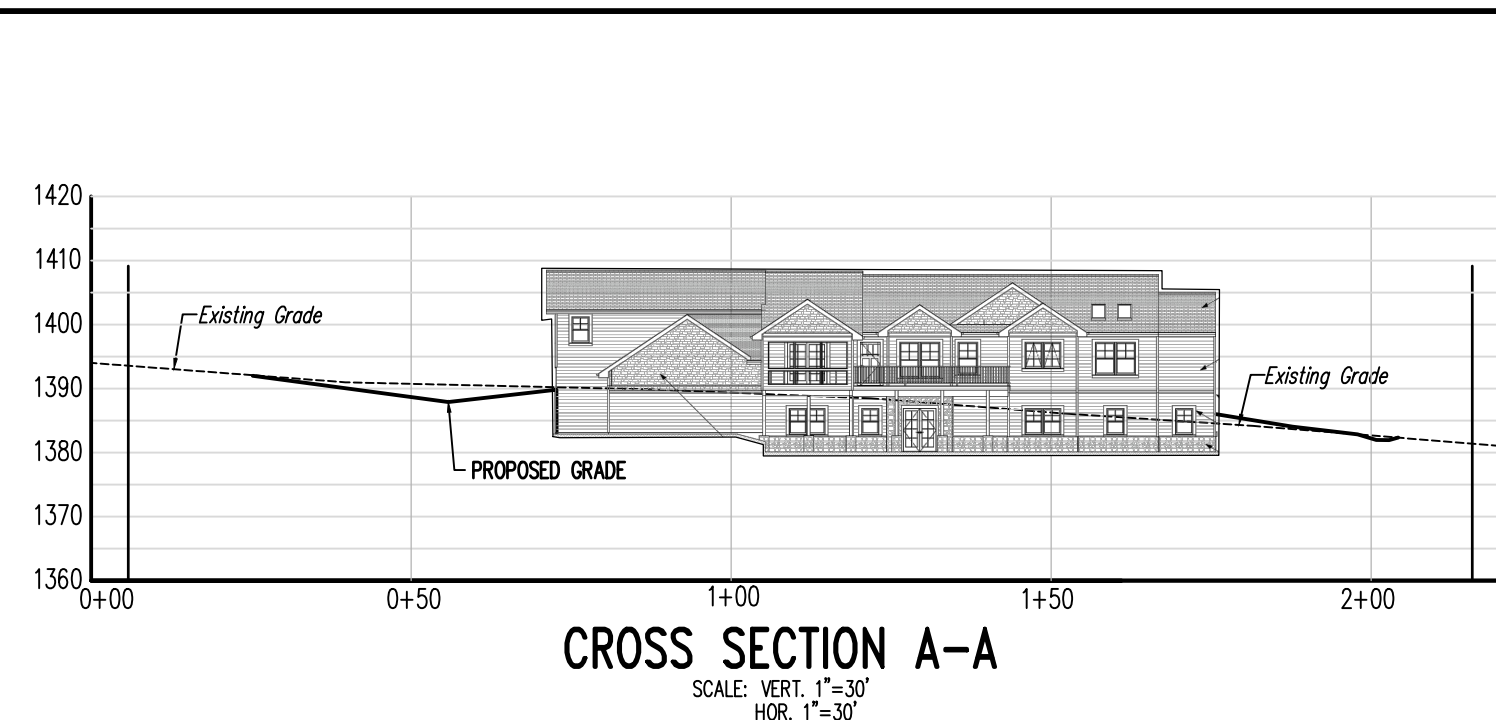 1420
1410
1400
1390
1380
1370
1360
Existing Grade
Existing Grade
PROPOSED GRADE
0+00 0+50 1+00 1+50 2+00
CROSS SECTION A-A
SCALE: VERT. 1"=30'
HOR. 1"=30'